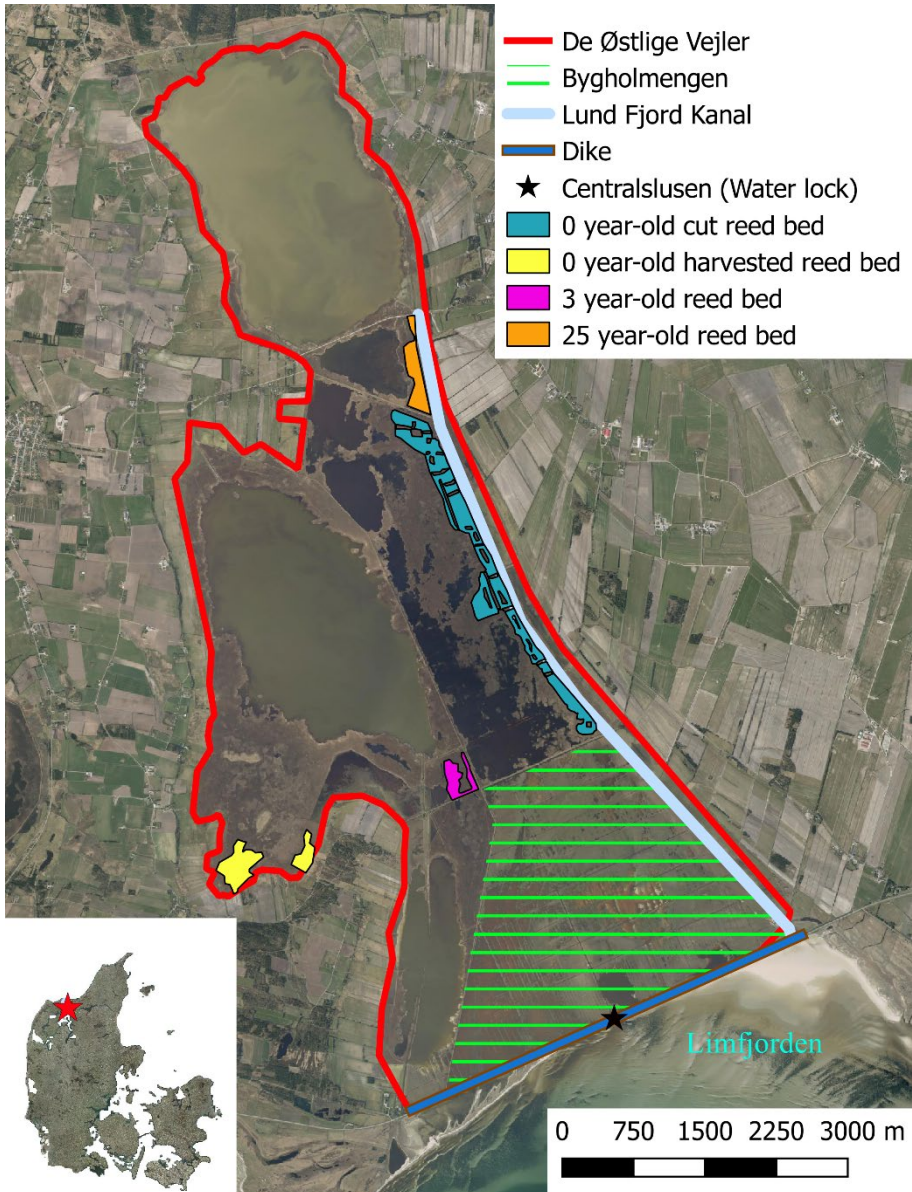 De Østlige Vejler
Bygholmengen
Lund Fjord Kanal
Dike
Centralslusen (Water lock)
0 year-old cut reed bed
0 year-old harvested reed bed
3 year-old reed bed
25 year-old reed bed
Limfjorden
0 750 1500 2250 3000 m